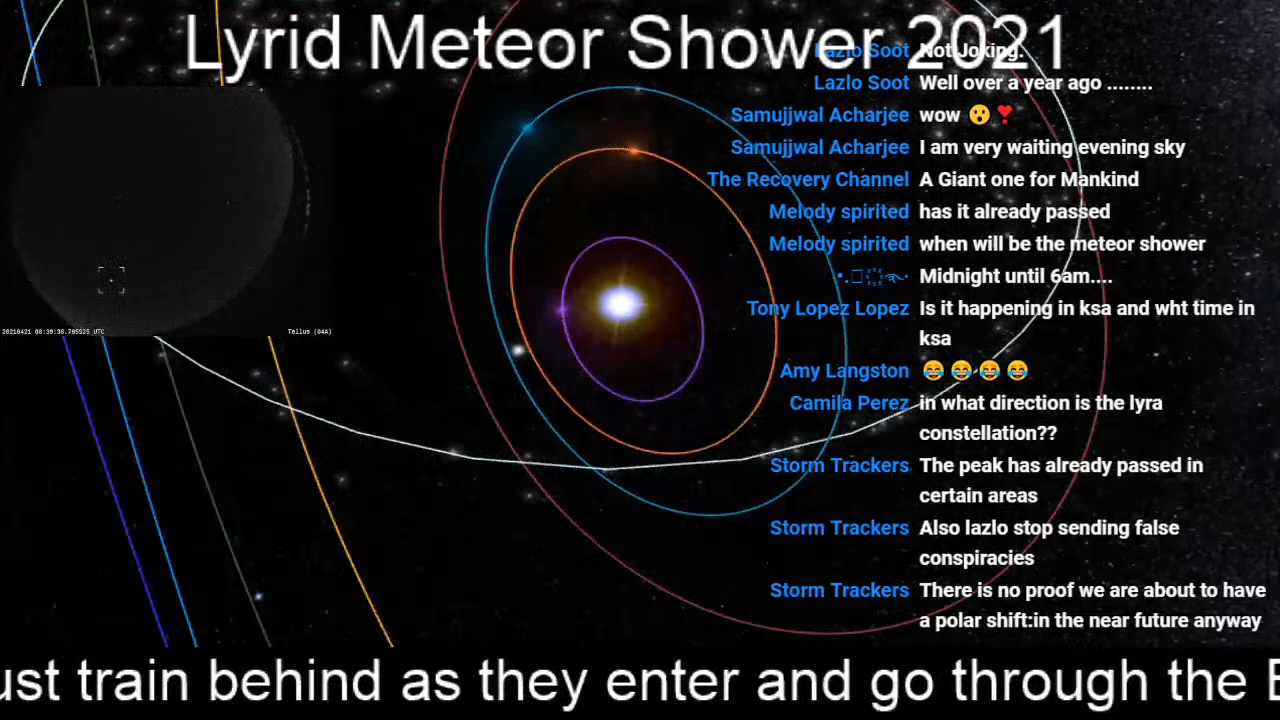 Lyrid Meteor Shower 2021
Lazlo Soot Not Joking.
Lazlo Soot Well over a year ago ........
Samujjwal Acharjee wow 😮❣️
Samujjwal Acharjee I am very waiting evening sky
The Recovery Channel A Giant one for Mankind
Melody spirited has it already passed
Melody spirited when will be the meteor shower
Midnight until 6am....
Tony Lopez Lopez Is it happening in ksa and wht time in
ksa
Amy Langston 😂😂😂😂
Camila Perez in what direction is the lyra
constellation??
Storm Trackers The peak has already passed in
certain areas
Storm Trackers Also lazlo stop sending false
conspiracies
Storm Trackers There is no proof we are about to have
a polar shift:in the near future anyway
Tellus (04A)
ust train behind as they enter and go through the E